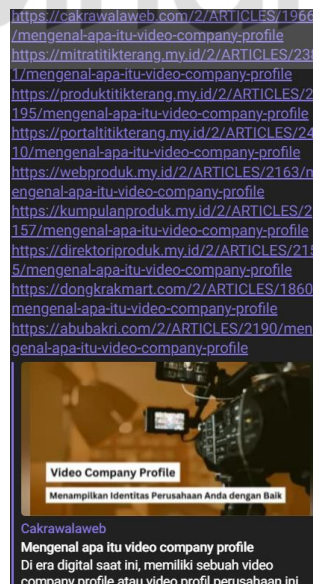 https://cakrawalaweb.com/2/ARTICLES/1966
/mengenal-apa-itu-video-company-profile
https://mitratitikterang.my.id/2/ARTICLES/238
1/mengenal-apa-itu-video-company-profile
https://produktitikterang.my.id/2/ARTICLES/2
195/mengenal-apa-itu-video-company-profile
https://portaltitikterang.my.id/2/ARTICLES/24
10/mengenal-apa-itu-video-company-profile
https://webproduk.my.id/2/ARTICLES/2163/m
engenal-apa-itu-video-company-profile
https://kumpulanproduk.my.id/2/ARTICLES/2
157/mengenal-apa-itu-video-company-profile
https://direktoriproduk.my.id/2/ARTICLES/215
5/mengenal-apa-itu-video-company-profile
https://dongkrakmart.com/2/ARTICLES/1860
mengenal-apa-itu-video-company-profile
https://abubakri.com/2/ARTICLES/2190/men
genal-apa-itu-video-company-profile
Video Company Profile
Menampilkan Identitas Perusahaan Anda dengan Baik
Cakrawalaweb
Mengenal apa itu video company profile
Di era digital saat ini, memiliki sebuah video
company profile atau video profil perusahaan ini